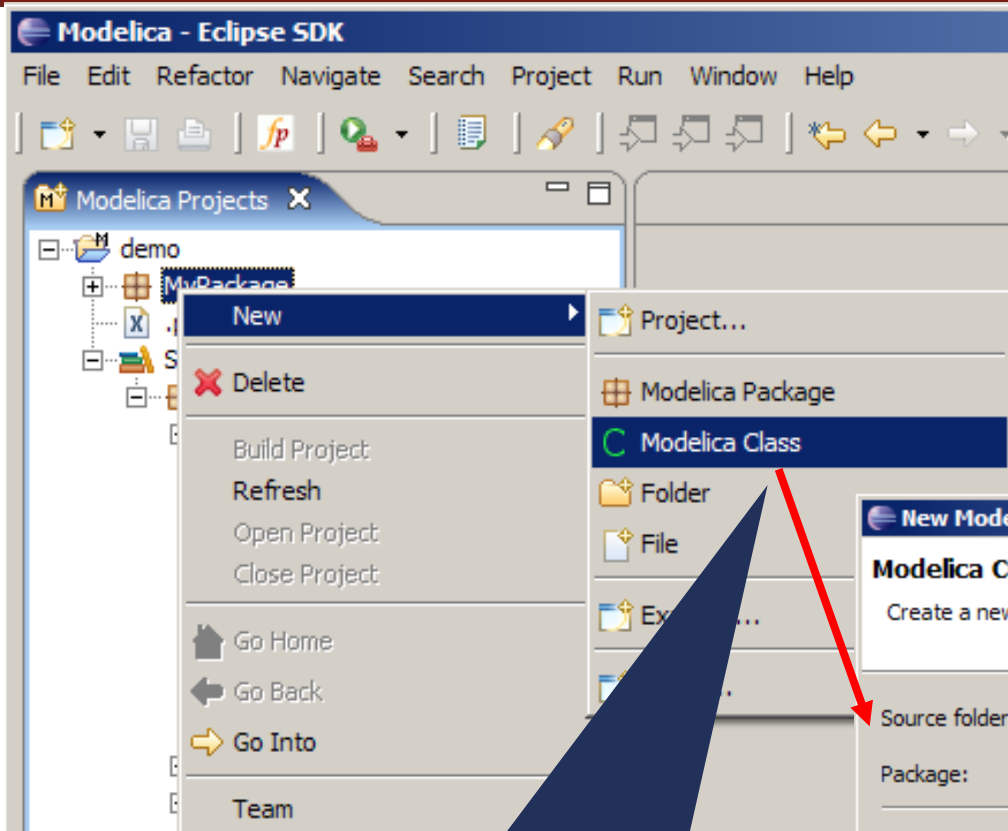 Modelica - Eclipse SDK
File Edit Refactor Navigate Search Project Run Window Help
Modelica Projects
demo
MyPackage
New
Delete
Build Project
Refresh
Open Project
Close Project
Go Home
Go Back
Go Into
Team
Project...
Modelica Package
C Modelica Class
Folder
File
New Mode
Modelica C
Create a new
Source folder
Package: